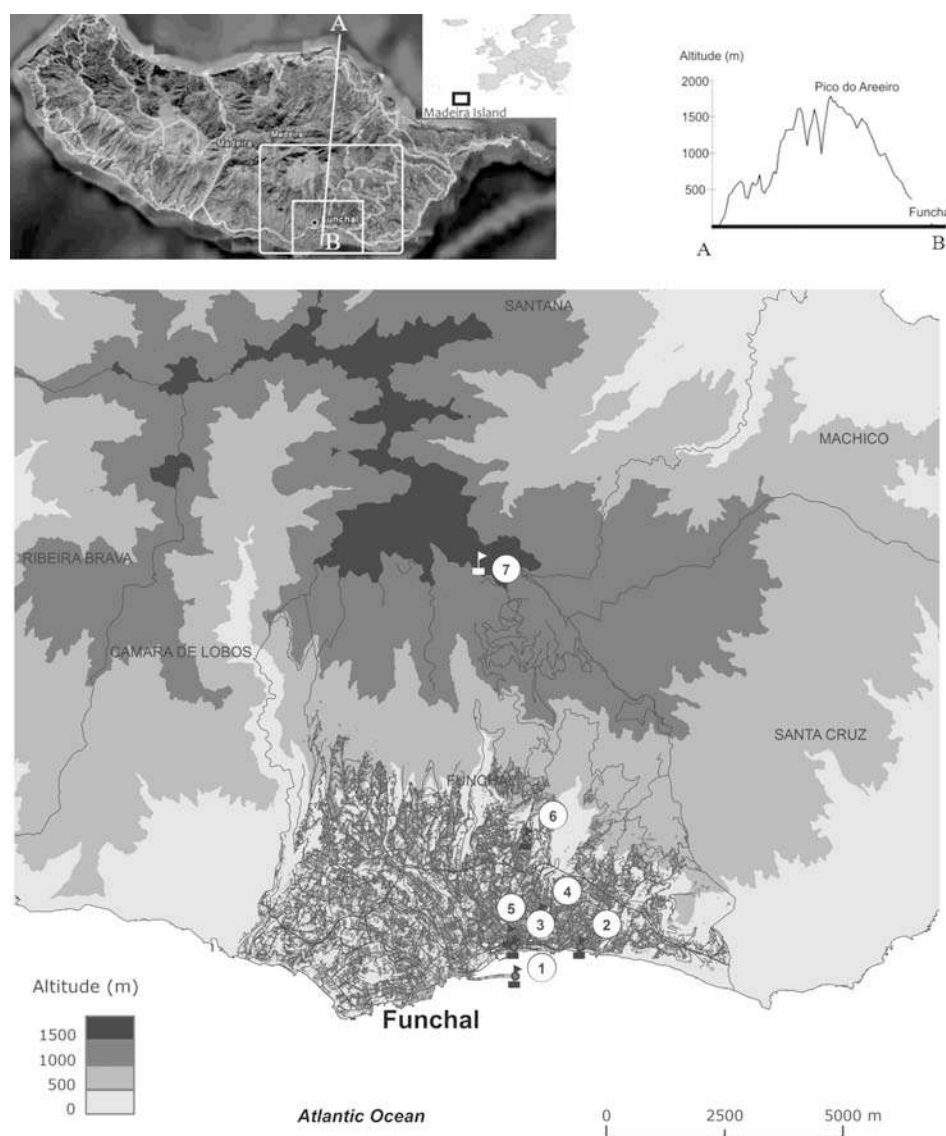 A
Madeira Island
Madeira
Funchal
B
Altitude (m)
2000
Pico do Areeiro
1500
1000
500
Funcha
A
B
SANTANA
MACHICO
RIBEIRA BRAVA
7
CAMARA DE LOBOS
SANTA CRUZ
FUNCHAL
6
4
5
3
2
1
Altitude (m)
1500
1000
500
0
Funchal
Atlantic Ocean
0
2500
5000 m